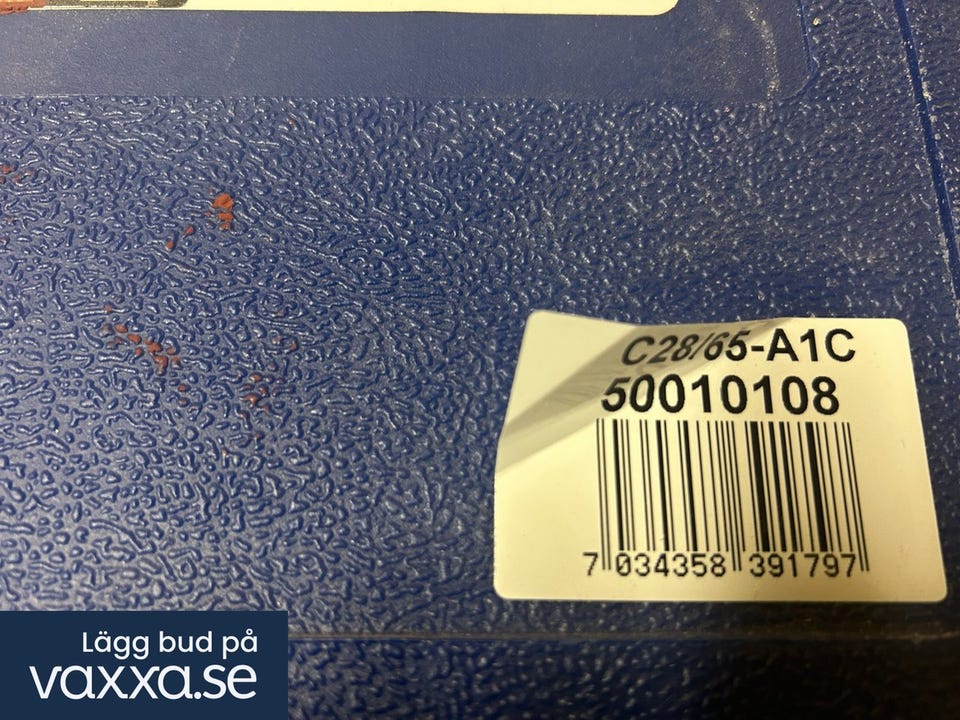 C28/65-A1C
50010108
7 034358 391797
Lägg bud på
vaxxa.se